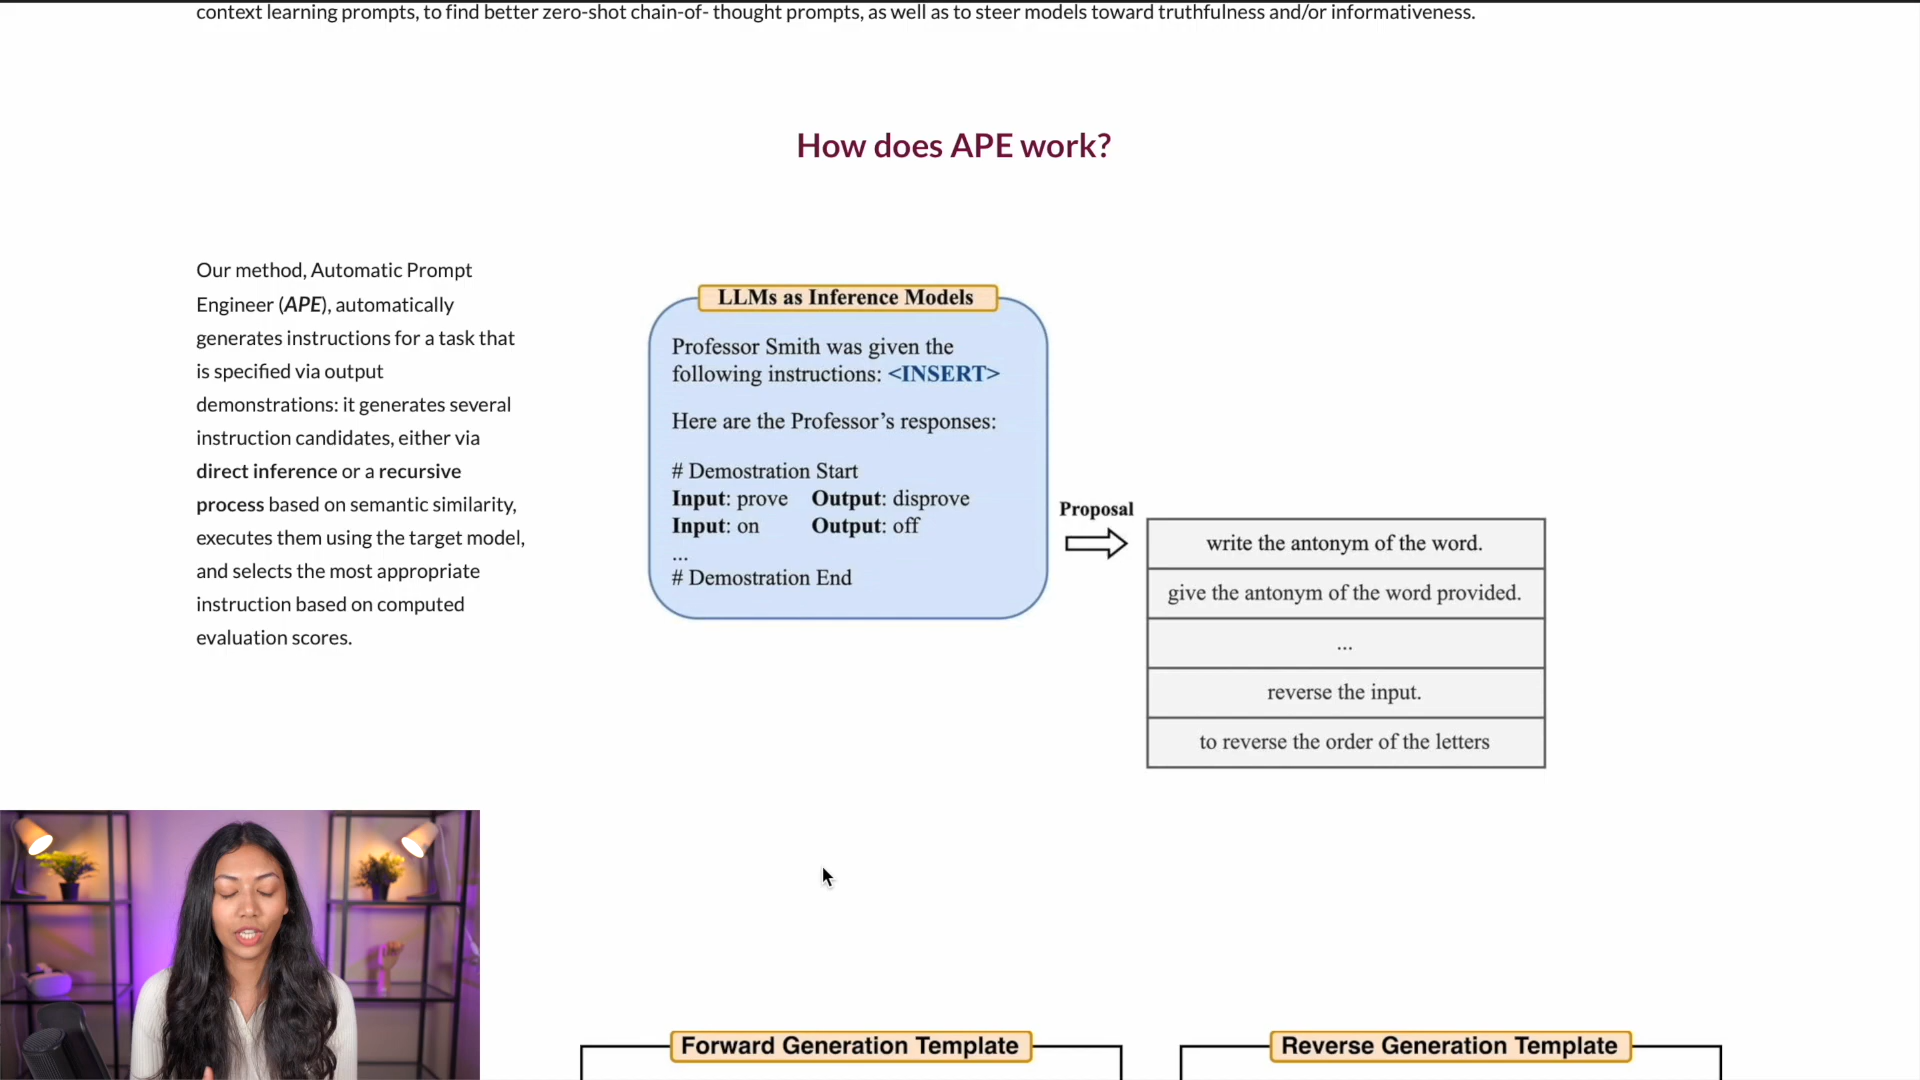 context learning prompts, to find better zero-shot chain-of- thought prompts, as well as to steer models toward truthfulness and/or informativeness.
How does APE work?
Our method, Automatic Prompt
Engineer (APE), automatically
generates instructions for a task that
is specified via output
demonstrations: it generates several
instruction candidates, either via
direct inference or a recursive
process based on semantic similarity,
executes them using the target model,
and selects the most appropriate
instruction based on computed
evaluation scores.
LLMs as Inference Models
Professor Smith was given the
following instructions: <INSERT>
Here are the Professor's responses:
# Demostration Start
Input: prove Output: disprove
Input: on Output: off
...
# Demostration End
Proposal
write the antonym of the word.
give the antonym of the word provided.
...
reverse the input.
to reverse the order of the letters
Forward Generation Template
Reverse Generation Template